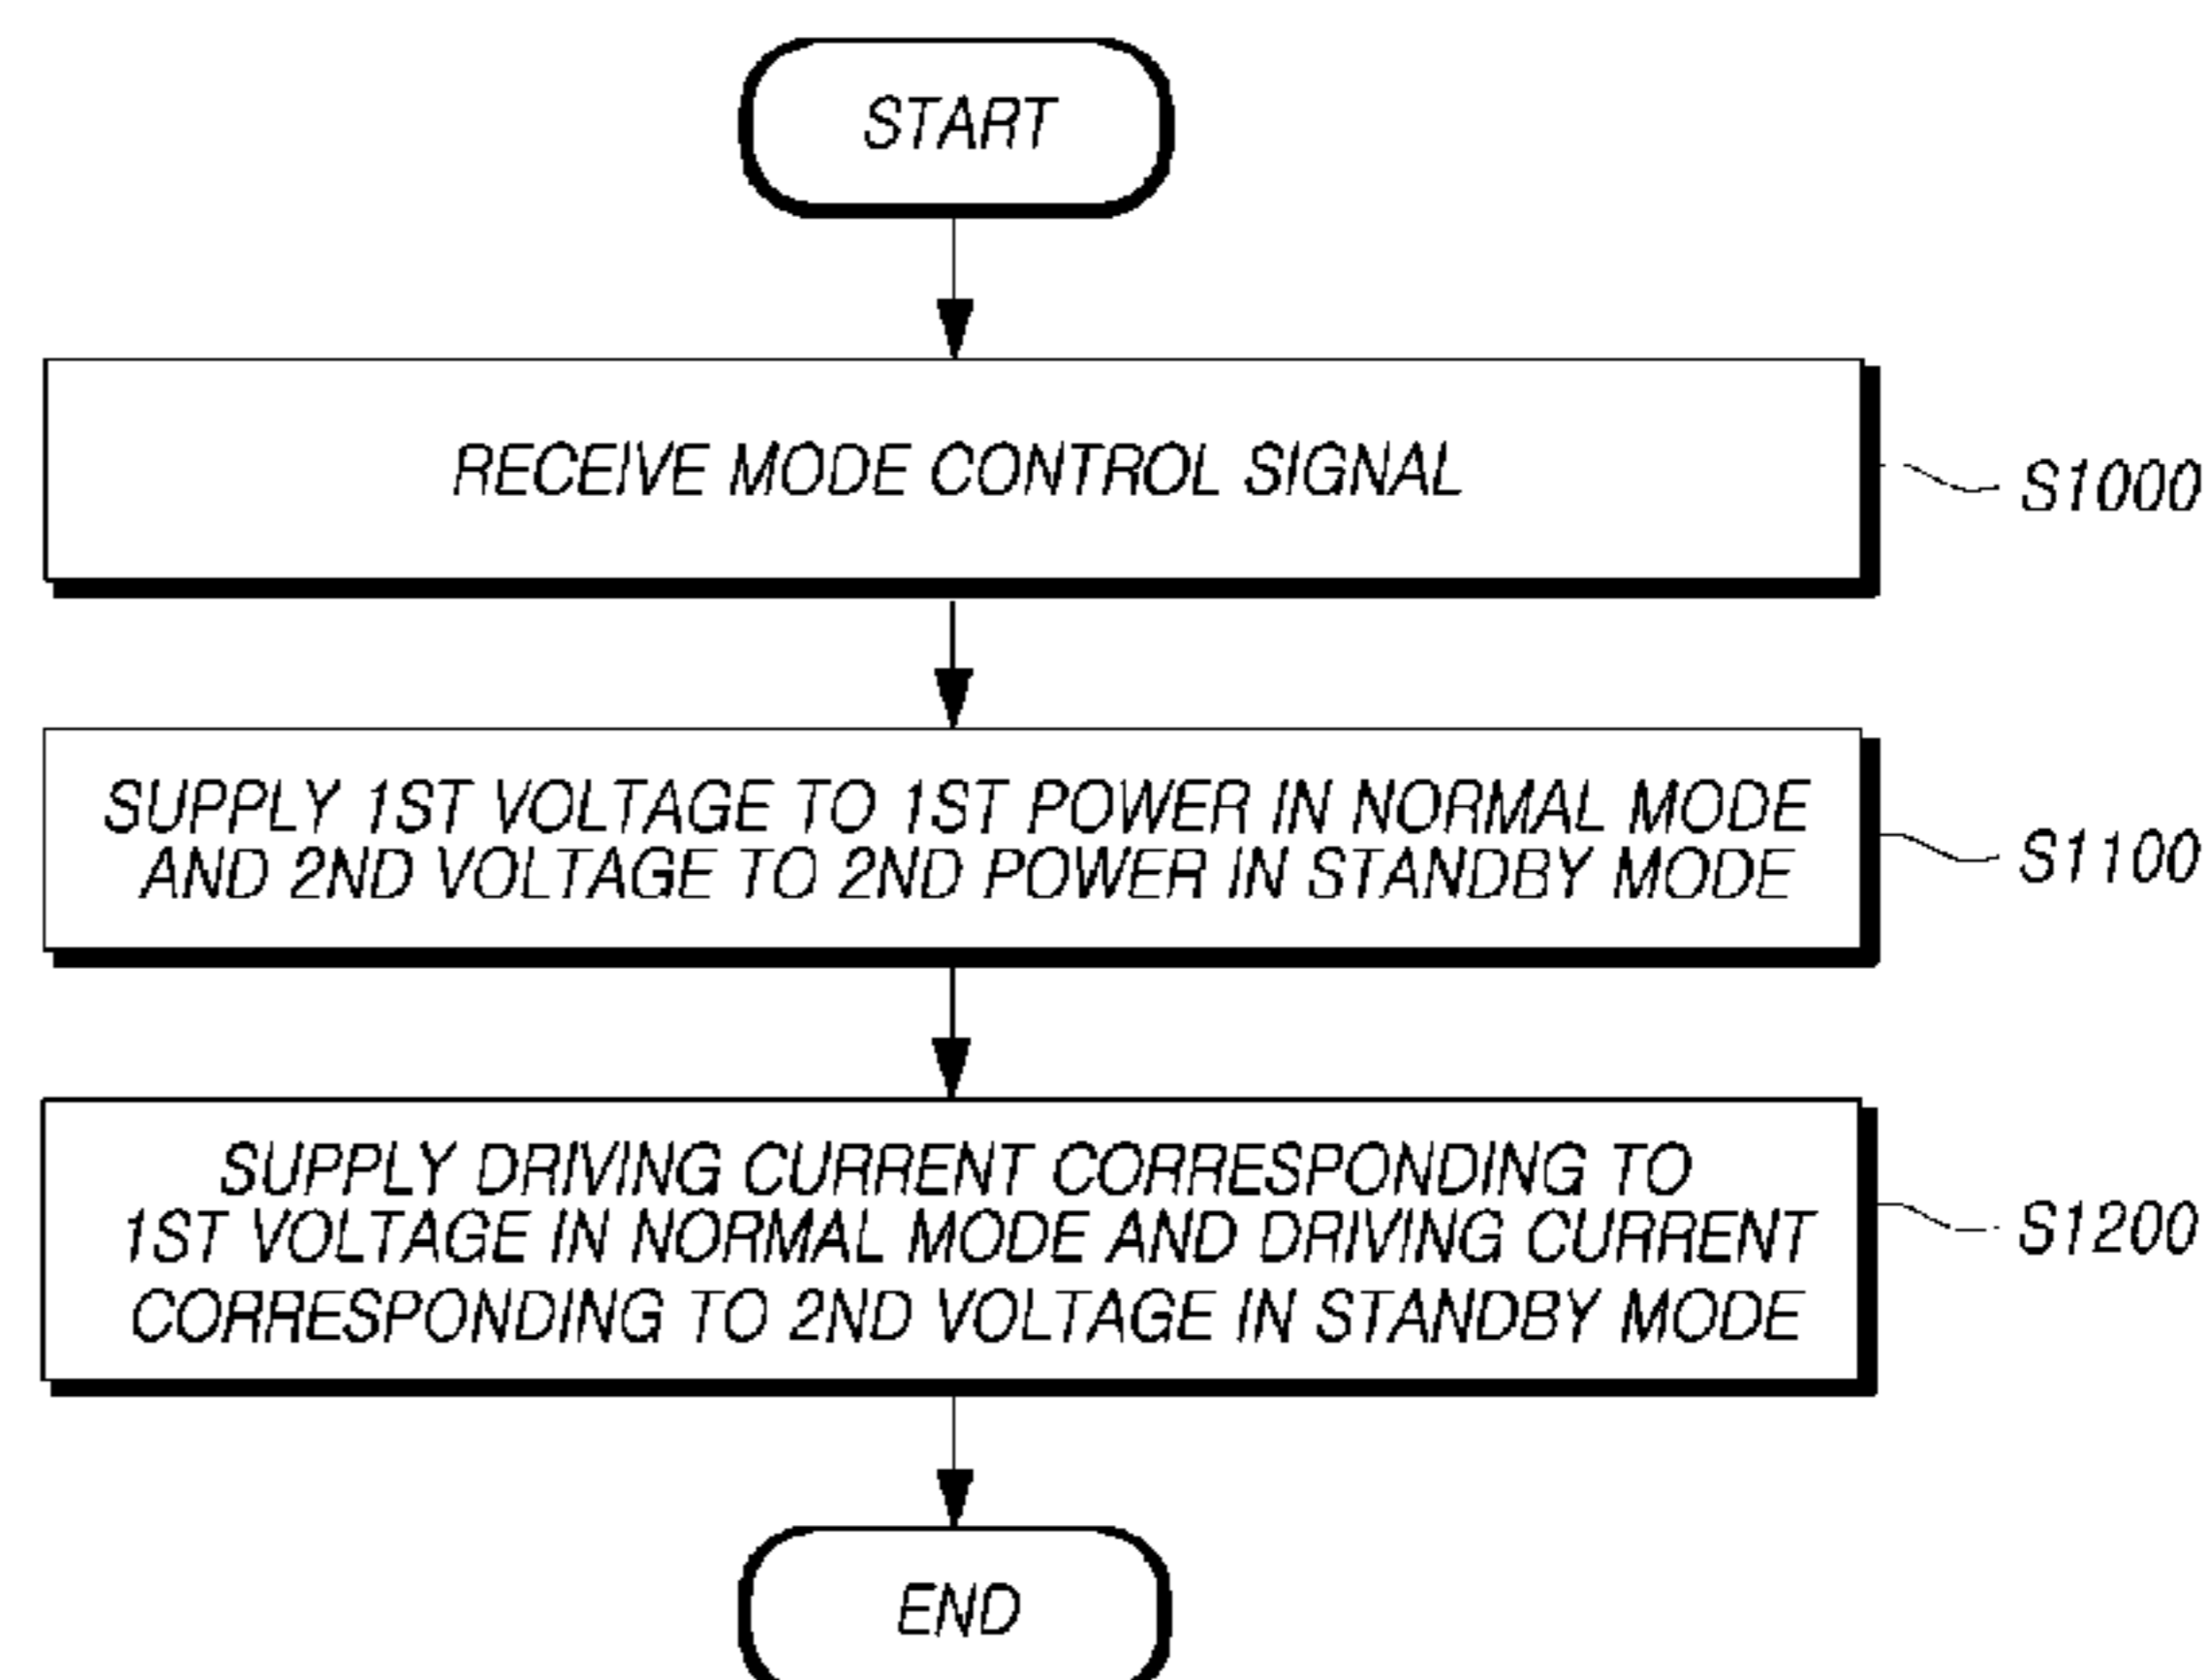 START
RECEIVE MODE CONTROL SIGNAL
S1000
SUPPLY 1ST VOLTAGE TO 1ST POWER IN NORMAL MODE
AND 2ND VOLTAGE TO 2ND POWER IN STANDBY MODE
S1100
SUPPLY DRIVING CURRENT CORRESPONDING TO
1ST VOLTAGE IN NORMAL MODE AND DRIVING CURRENT
CORRESPONDING TO 2ND VOLTAGE IN STANDBY MODE
S1200
END